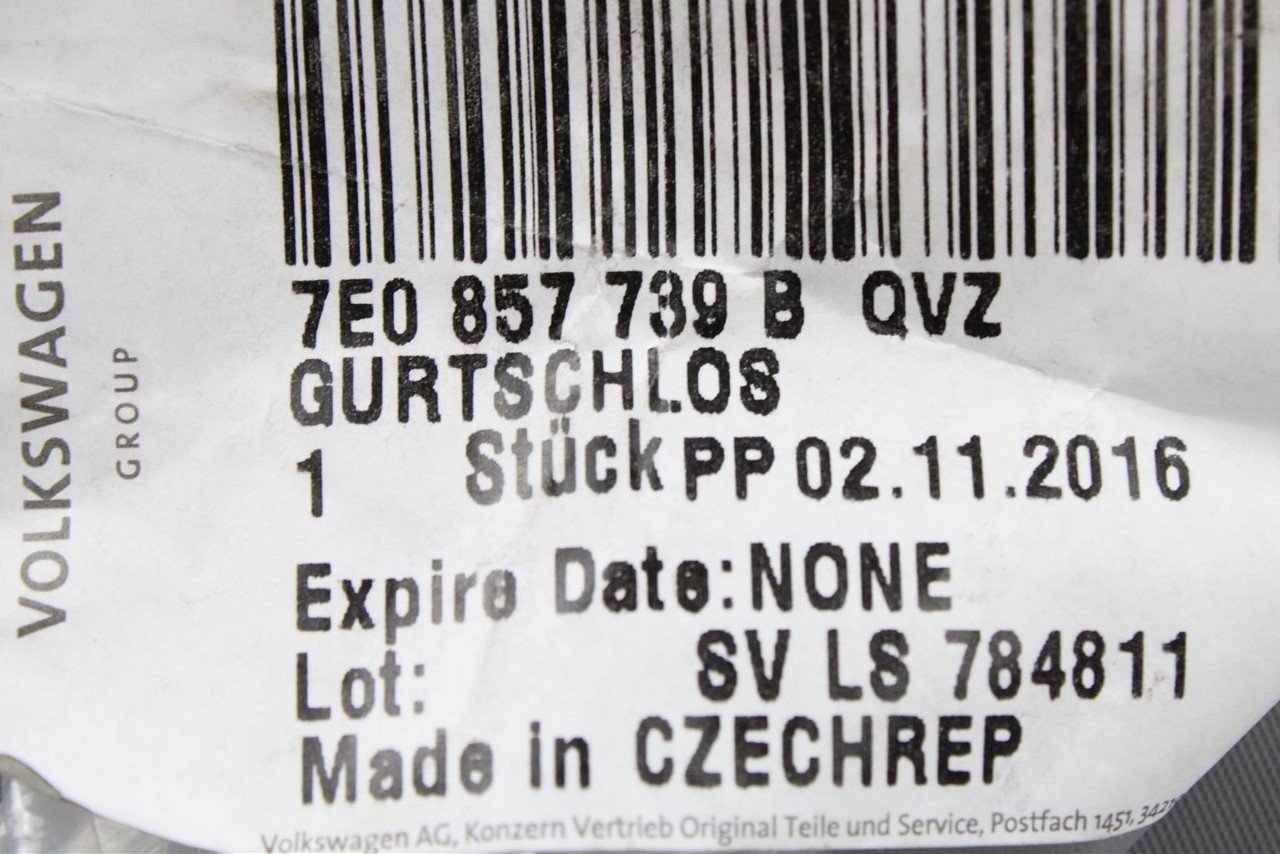 VOLKSWAGEN
GROUP
7E0 857 739 B QVZ
GURTSCHLOS
1 Stück PP 02.11.2016
Expire Date: NONE
Lot: SV LS 784811
Made in CZECHREP
Volkswagen AG, Konzern Vertrieb Original Teile und Service, Postfach 1451,